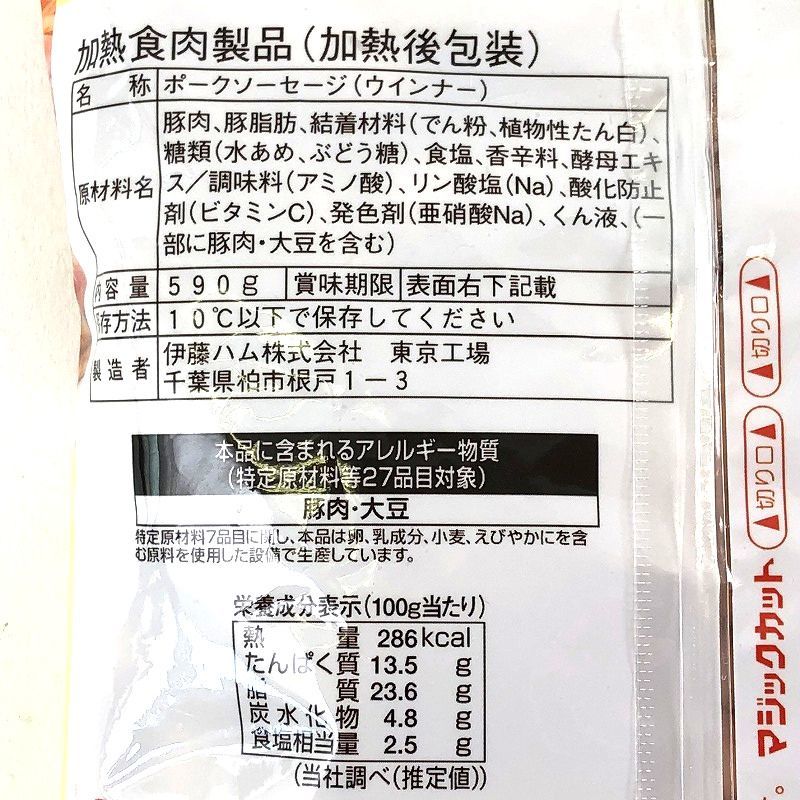 加熱食肉製品(加熱後包装)
名 称 ポークソーセージ(ウインナー)
原材料名 豚肉、豚脂肪、結着材料(でん粉、植物性たん白)、
糖類(水あめ、ぶどう糖)、食塩、香辛料、酵母エキ
ス/調味料(アミノ酸)、リン酸塩(Na)、酸化防止
剤(ビタミンC)、発色剤(亜硝酸Na)、くん液、(一
部に豚肉・大豆を含む)
内容量 590g 賞味期限 表面右下記載
保存方法 10℃以下で保存してください
製造者 伊藤ハム株式会社 東京工場
千葉県柏市根戸1-3
本品に含まれるアレルギー物質
(特定原材料等27品目対象)
豚肉・大豆
特定原材料7品目に関し、本品は卵、乳成分、小麦、えびやかにを含
む原料を使用した設備で生産しています。
栄養成分表示(100g当たり)
熱量 286kcal
たんぱく質 13.5 g
脂質 23.6 g
炭水化物 4.8 g
食塩相当量 2.5 g
(当社調べ(推定値))
▲切り口▲
▲切り口▲
マジックカット